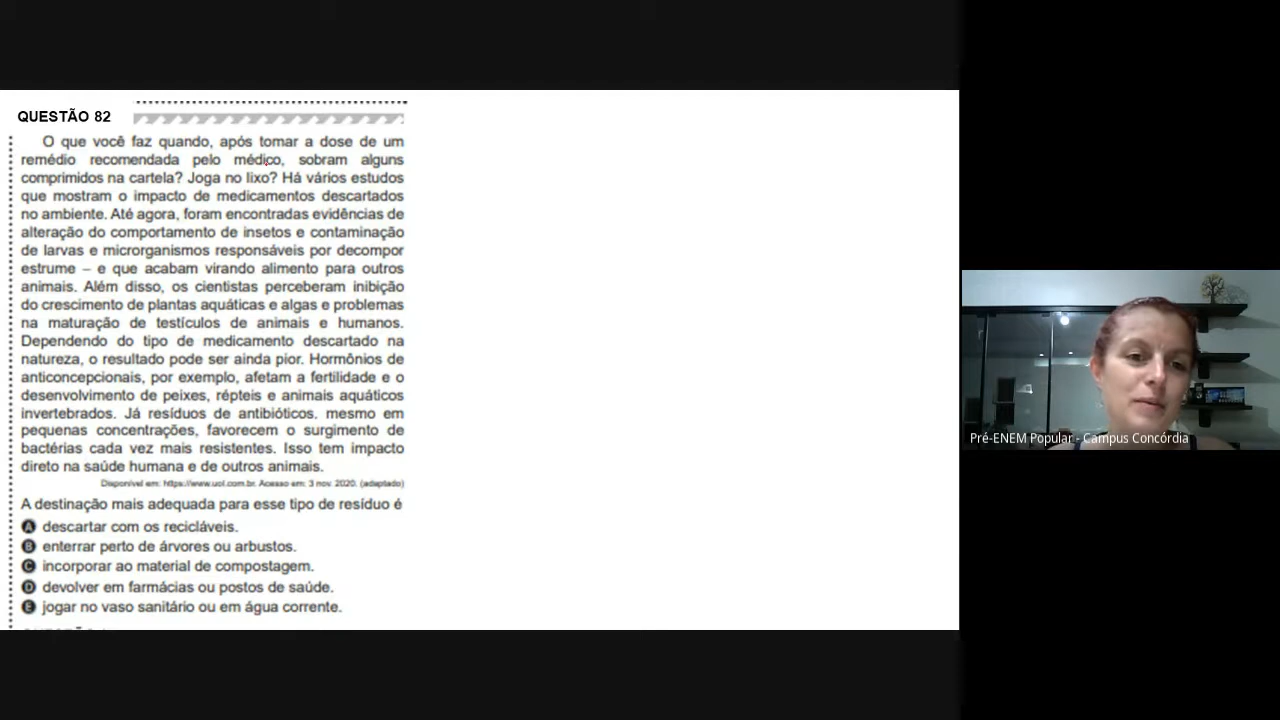 QUESTÃO 82
O que você faz quando, após tomar a dose de um
remédio recomendada pelo médico, sobram alguns
comprimidos na cartela? Joga no lixo? Há vários estudos
que mostram o impacto de medicamentos descartados
no ambiente. Até agora, foram encontradas evidências de
alteração do comportamento de insetos e contaminação
de larvas e microrganismos responsáveis por decompor
estrume – e que acabam virando alimento para outros
animais. Além disso, os cientistas perceberam inibição
do crescimento de plantas aquáticas e algas e problemas
na maturação de testículos de animais e humanos.
Dependendo do tipo de medicamento descartado na
natureza, o resultado pode ser ainda pior. Hormônios de
anticoncepcionais, por exemplo, afetam a fertilidade e o
desenvolvimento de peixes, répteis e animais aquáticos
invertebrados. Já resíduos de antibióticos, mesmo em
pequenas concentrações, favorecem o surgimento de
bactérias cada vez mais resistentes. Isso tem impacto
direto na saúde humana e de outros animais.
Disponível em: https://www.uol.com.br. Acesso em: 3 nov. 2020. (adaptado)
A destinação mais adequada para esse tipo de resíduo é
A descartar com os recicláveis.
B enterrar perto de árvores ou arbustos.
C incorporar ao material de compostagem.
D devolver em farmácias ou postos de saúde.
E jogar no vaso sanitário ou em água corrente.
Pré-ENEM Popular - Campus Concórdia